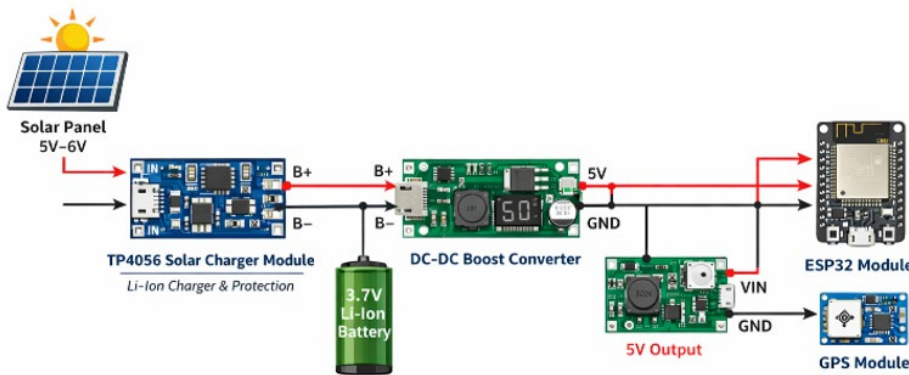 Solar Panel
5V–6V
IN
IN
B+
B–
TP4056 Solar Charger Module
Li-Ion Charger & Protection
3.7V
Li-Ion
Battery
B+
B–
50
5V
GND
DC-DC Boost Converter
VIN
GND
5V Output
ESP32 Module
GPS Module